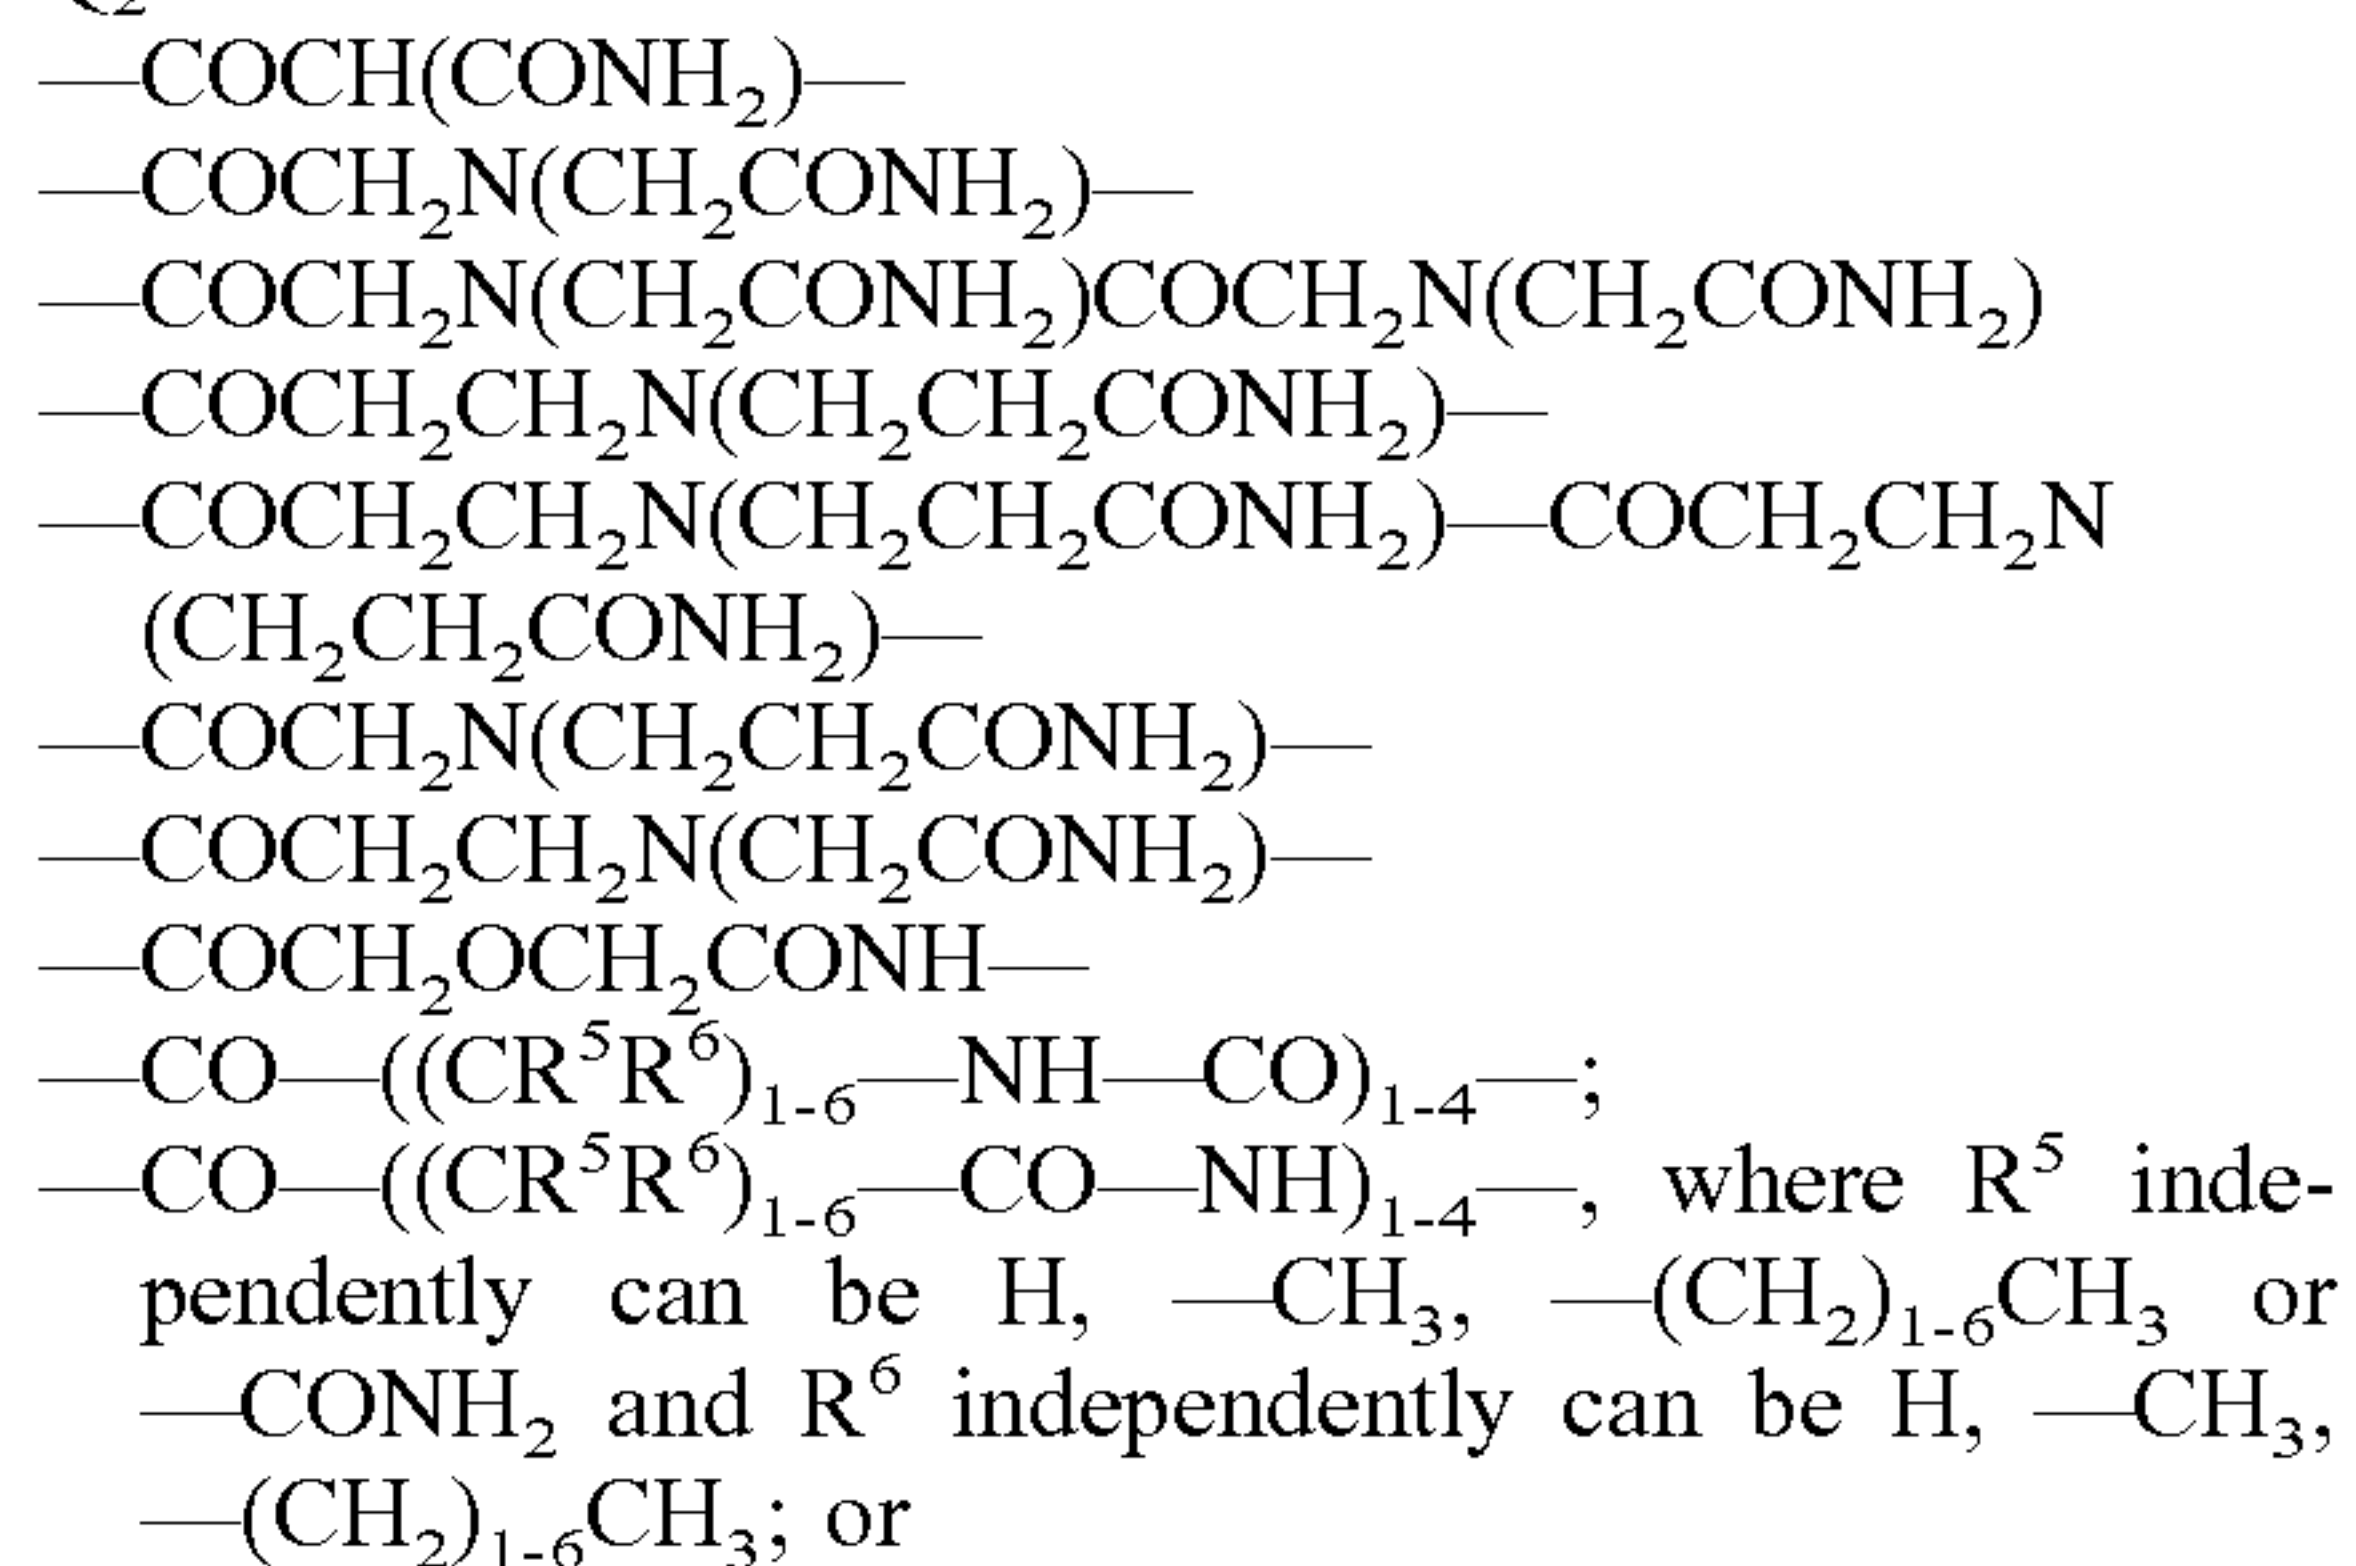 —COCH(CONH₂)—
—COCH₂N(CH₂CONH₂)—
—COCH₂N(CH₂CONH₂)COCH₂N(CH₂CONH₂)
—COCH₂CH₂N(CH₂CH₂CONH₂)—
—COCH₂CH₂N(CH₂CH₂CONH₂)—COCH₂CH₂N
(CH₂CH₂CONH₂)—
—COCH₂N(CH₂CH₂CONH₂)—
—COCH₂CH₂N(CH₂CONH₂)—
—COCH₂OCH₂CONH—
—CO—((CR⁵R⁶)₁₋₆—NH—CO)₁₋₄—;
—CO—((CR⁵R⁶)₁₋₆—CO—NH)₁₋₄—, where R⁵ inde-
pendently can be H, —CH₃, —(CH₂)₁₋₆CH₃ or
—CONH₂ and R⁶ independently can be H, —CH₃,
—(CH₂)₁₋₆CH₃; or